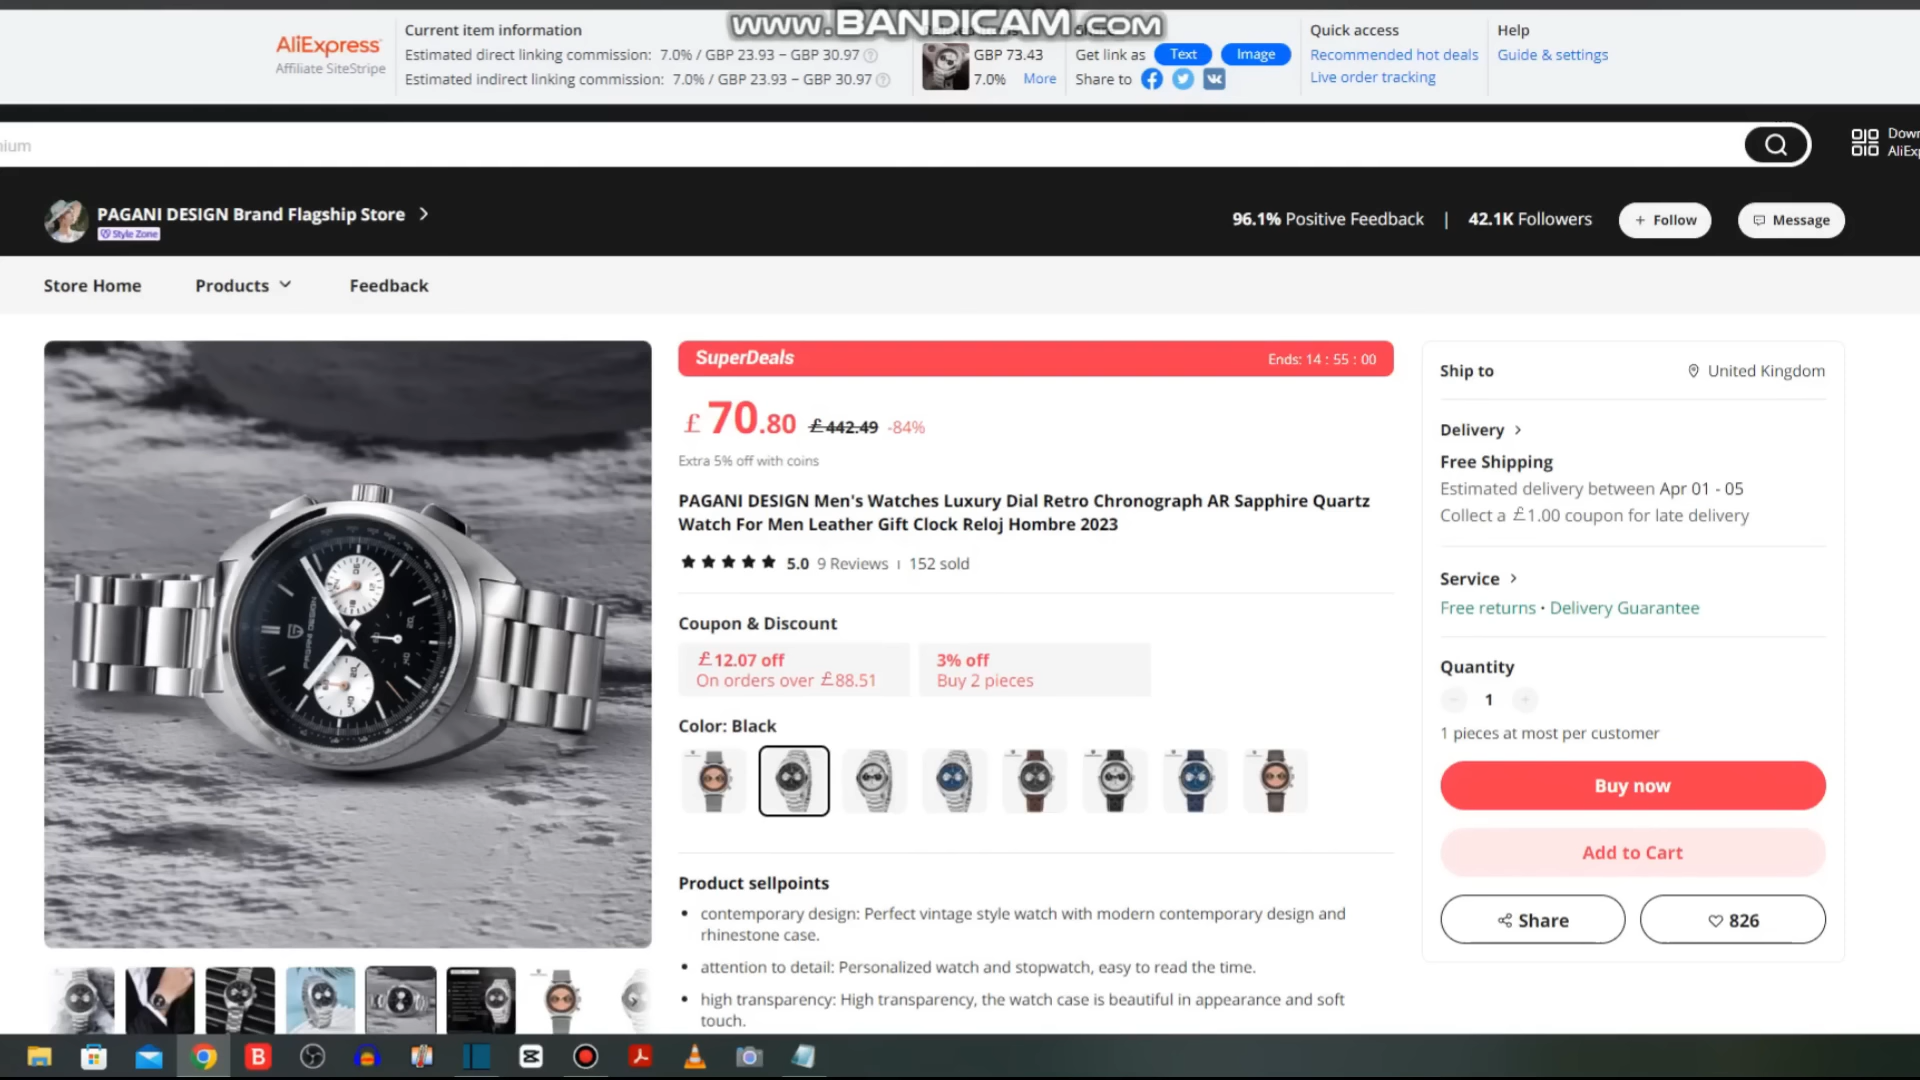 www.BANDICAM.com
AliExpress
Affiliate SiteStripe
Current item information
Estimated direct linking commission: 7.0% / GBP 23.93 – GBP 30.97
Estimated indirect linking commission: 7.0% / GBP 23.93 – GBP 30.97
GBP 73.43
7.0% More
Get link as Text Image
Share to
Quick access
Recommended hot deals
Live order tracking
Help
Guide & settings
PAGANI DESIGN Brand Flagship Store
Style Zone
96.1% Positive Feedback | 42.1K Followers
+ Follow
Message
Store Home
Products
Feedback
SuperDeals
Ends: 14 : 55 : 00
£70.80 £442.49 -84%
Extra 5% off with coins
PAGANI DESIGN Men's Watches Luxury Dial Retro Chronograph AR Sapphire Quartz
Watch For Men Leather Gift Clock Reloj Hombre 2023
5.0 9 Reviews 152 sold
Coupon & Discount
£12.07 off
On orders over £88.51
3% off
Buy 2 pieces
Color: Black
Product sellpoints
• contemporary design: Perfect vintage style watch with modern contemporary design and
rhinestone case.
• attention to detail: Personalized watch and stopwatch, easy to read the time.
• high transparency: High transparency, the watch case is beautiful in appearance and soft
touch.
Ship to
United Kingdom
Delivery
Free Shipping
Estimated delivery between Apr 01 - 05
Collect a £1.00 coupon for late delivery
Service
Free returns • Delivery Guarantee
Quantity
1
1 pieces at most per customer
Buy now
Add to Cart
Share
826
PAGANI DESIGN